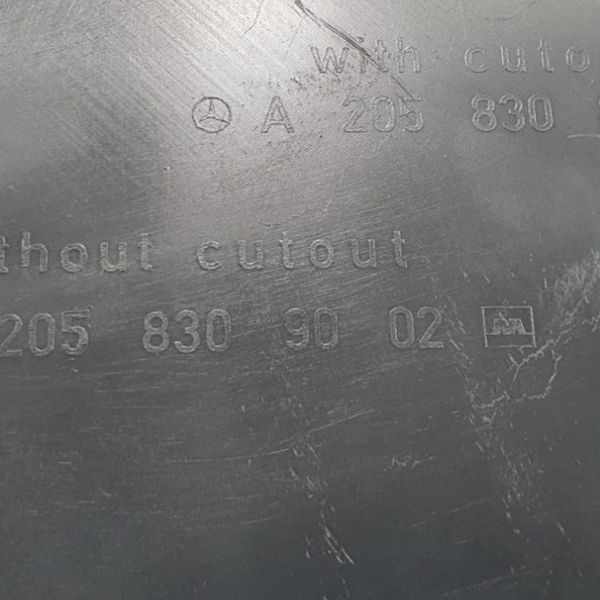 with cuto
A 205 830
thout cutout
205 830 90 02